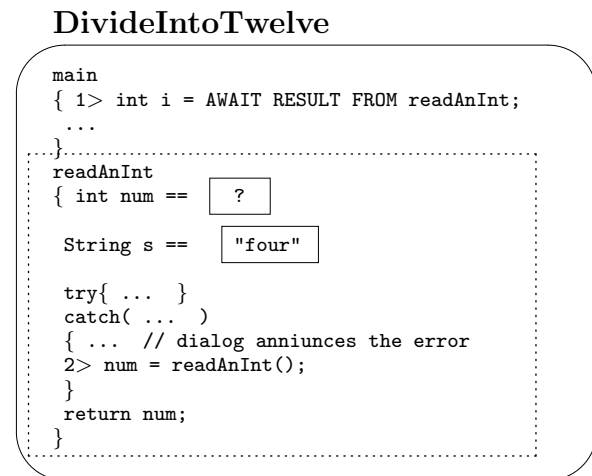 DivideIntoTwelve
main
{ 1> int i = AWAIT RESULT FROM readAnInt;
...
}
readAnInt
{ int num == ?
String s == "four"
try{ ... }
catch( ... )
{ ... // dialog anniunces the error
2> num = readAnInt();
}
return num;
}